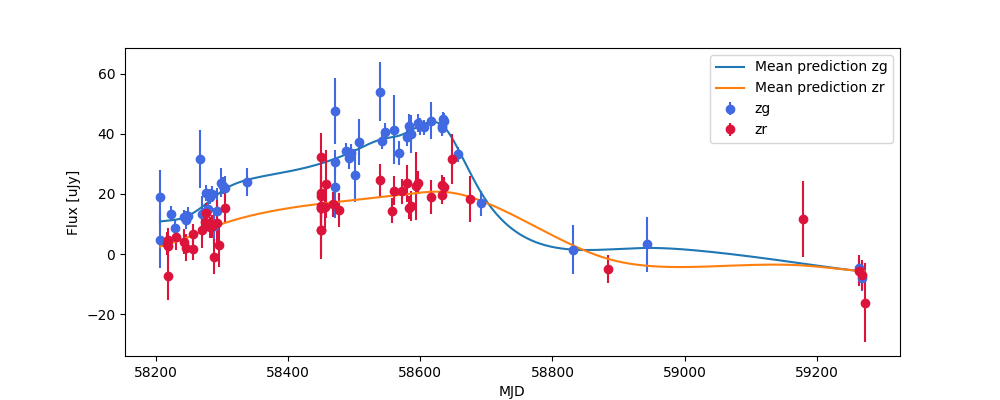 Flux [uJy]
60
40
20
0
−20
58200
58400
58600
58800
59000
59200
MJD
Mean prediction zg
Mean prediction zr
zg
zr